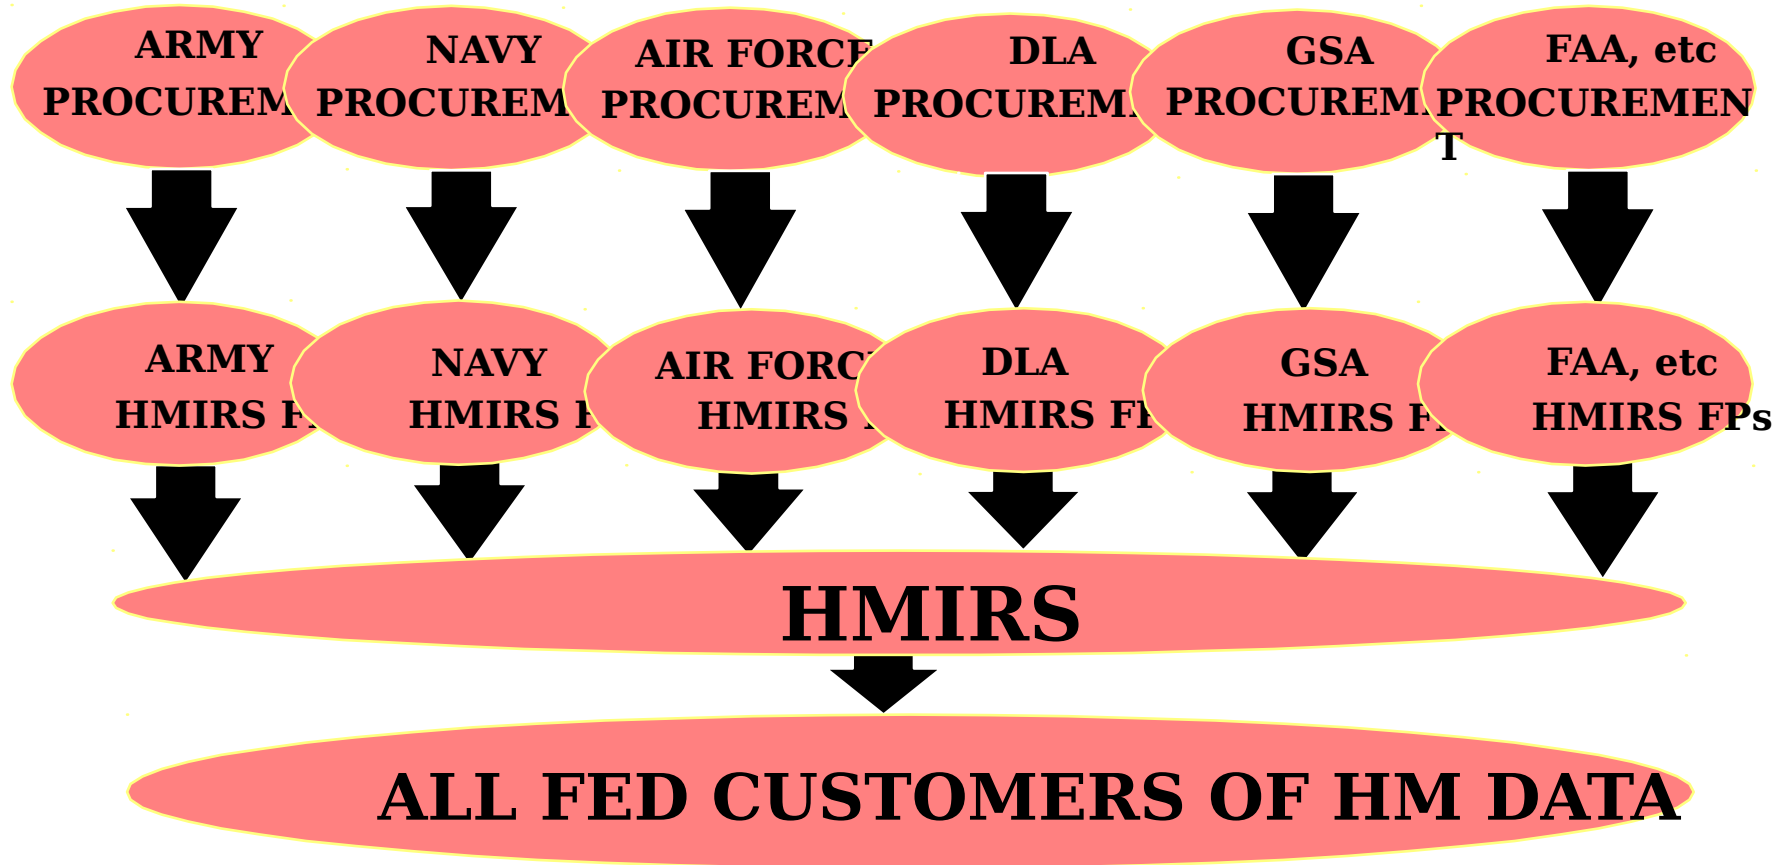 ARMY
PROCUREM
NAVY
PROCUREM
AIR FORCE
PROCUREM
DLA
PROCUREM
GSA
PROCUREM
FAA, etc
PROCUREMEN
T
ARMY
HMIRS
NAVY
HMIRS
AIR FORC
HMIRS
DLA
HMIRS
GSA
HMIRS
FAA, etc
HMIRS FPs
HMIRS
ALL FED CUSTOMERS OF HM DATA